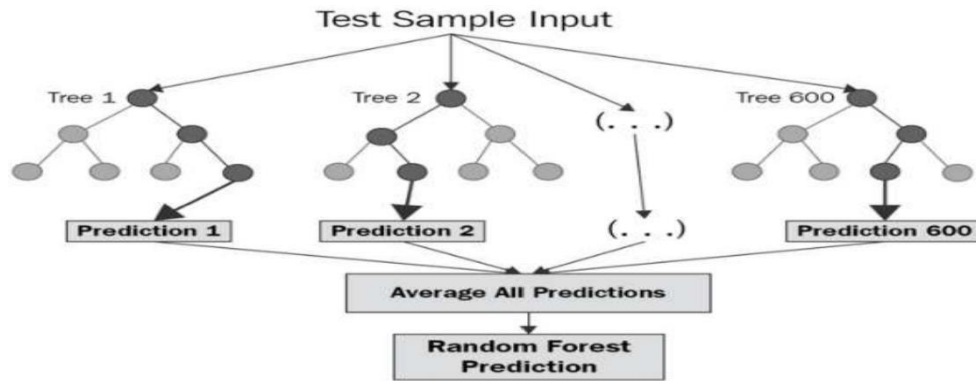 Test Sample Input
Tree 1
Tree 2
(. . .)
Tree 600
Prediction 1
Prediction 2
(. . .)
Prediction 600
Average All Predictions
Random Forest
Prediction